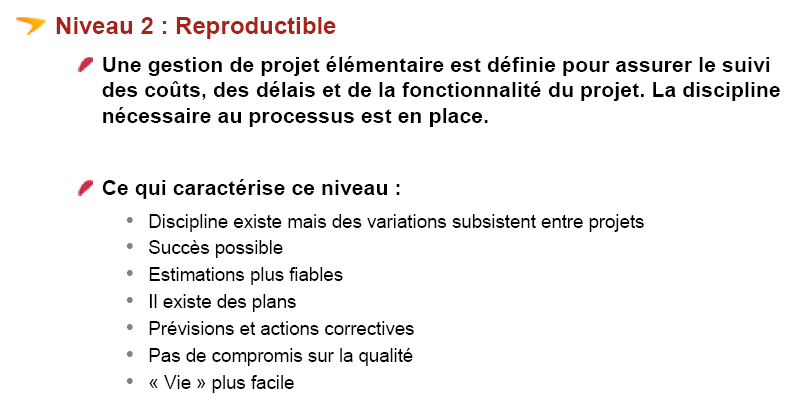 Niveau 2 : Reproductible
Une gestion de projet élémentaire est définie pour assurer le suivi
des coûts, des délais et de la fonctionnalité du projet. La discipline
nécessaire au processus est en place.
Ce qui caractérise ce niveau :
• Discipline existe mais des variations subsistent entre projets
• Succès possible
• Estimations plus fiables
• Il existe des plans
• Prévisions et actions correctives
• Pas de compromis sur la qualité
• « Vie » plus facile